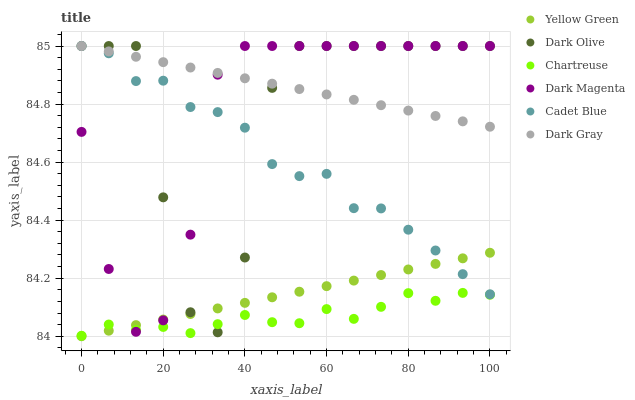 title
Yellow Green
Dark Olive
Chartreuse
Dark Magenta
Cadet Blue
Dark Gray
yaxis_label
85
84.8
84.6
84.4
84.2
84
0
20
40
60
80
100
xaxis_label